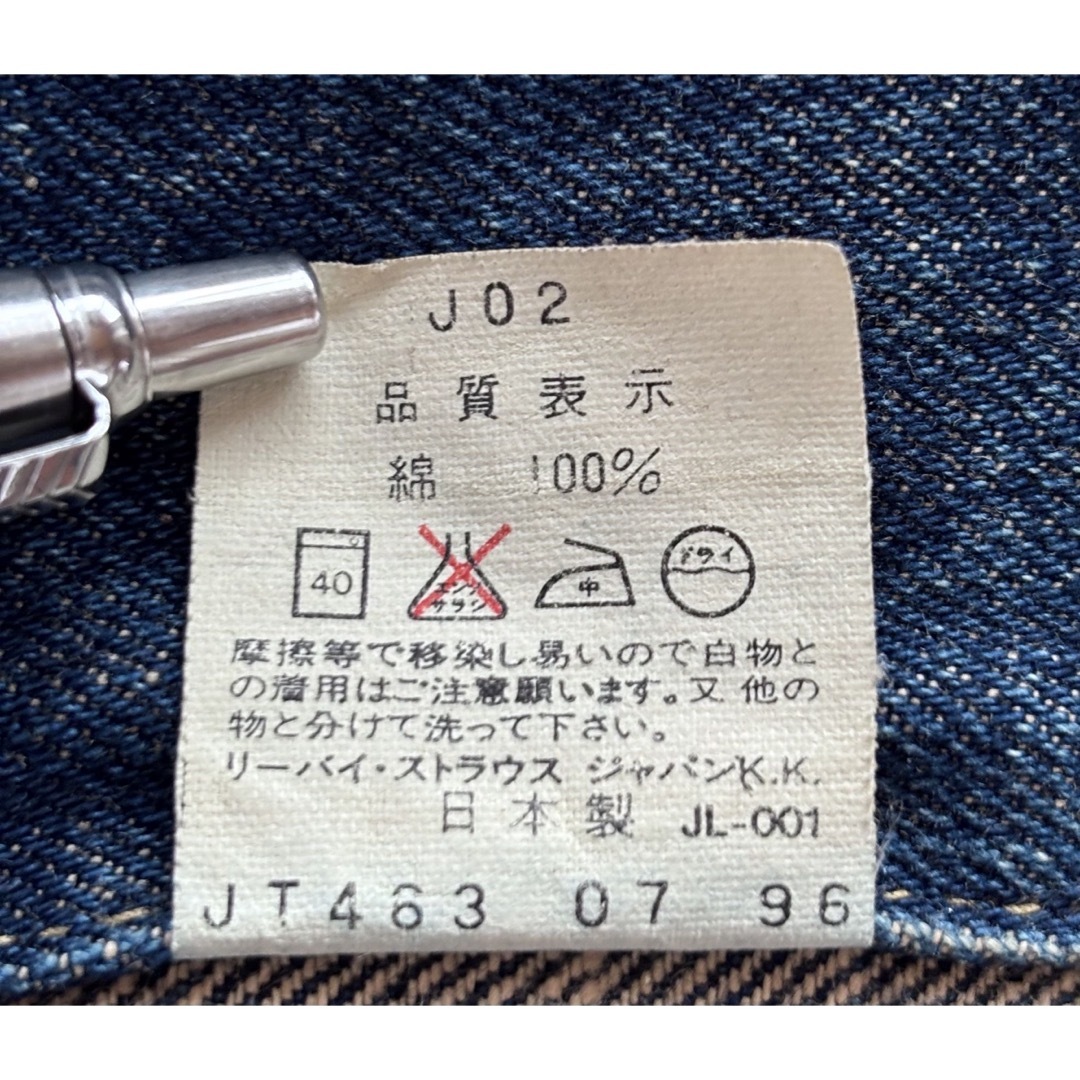 J02
品質表示
綿 100%
40 エンソ サラシ 中 ドライ
摩擦等で移染し易いので白物と
の着用はご注意願います。又他の
物と分けて洗って下さい。
リーバイ・ストラウス ジャパンK.K.
日本製 JL-001
JT463 07 96